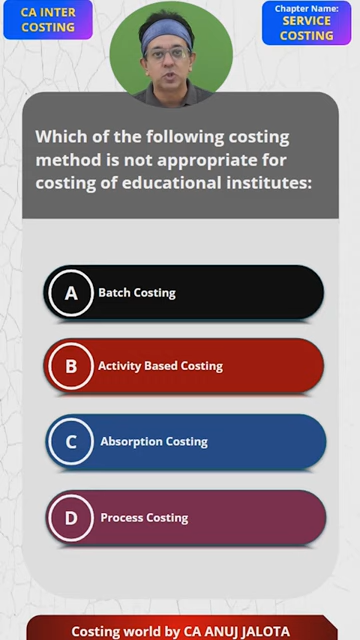 CA INTER
COSTING
Chapter Name:
SERVICE
COSTING
Which of the following costing
method is not appropriate for
costing of educational institutes:
A Batch Costing
B Activity Based Costing
C Absorption Costing
D Process Costing
Costing world by CA ANUJ JALOTA